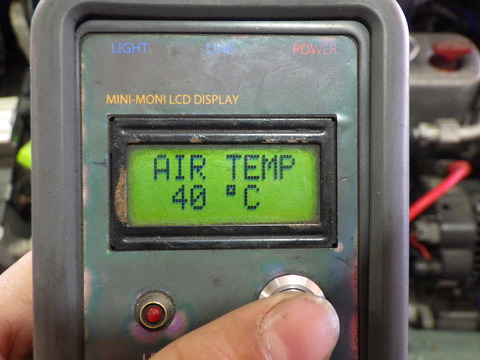 LIGHT LINK POWER
MINI-MONI LCD DISPLAY
AIR TEMP
40 °C